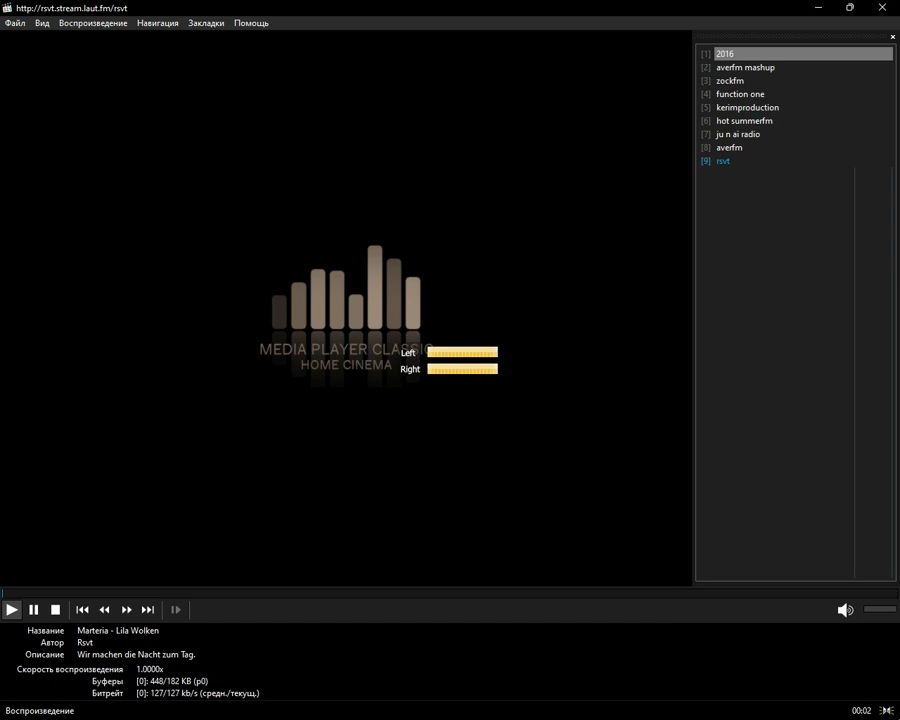 http://rsvt.stream.laut.fm/rsvt
Файл Вид Воспроизведение Навигация Закладки Помощь
[1] 2016
[2] averfm mashup
[3] zockfm
[4] function one
[5] kerimproduction
[6] hot summerfm
[7] ju n ai radio
[8] averfm
[9] rsvt
MEDIA PLAYER CLASSIC
HOME CINEMA
Left
Right
Название Marteria - Lila Wolken
Автор Rsvt
Описание Wir machen die Nacht zum Tag.
Скорость воспроизведения 1.0000x
Буферы [0]: 448/182 KB (p0)
Битрейт [0]: 127/127 kb/s (средн./текущ.)
Воспроизведение 00:02